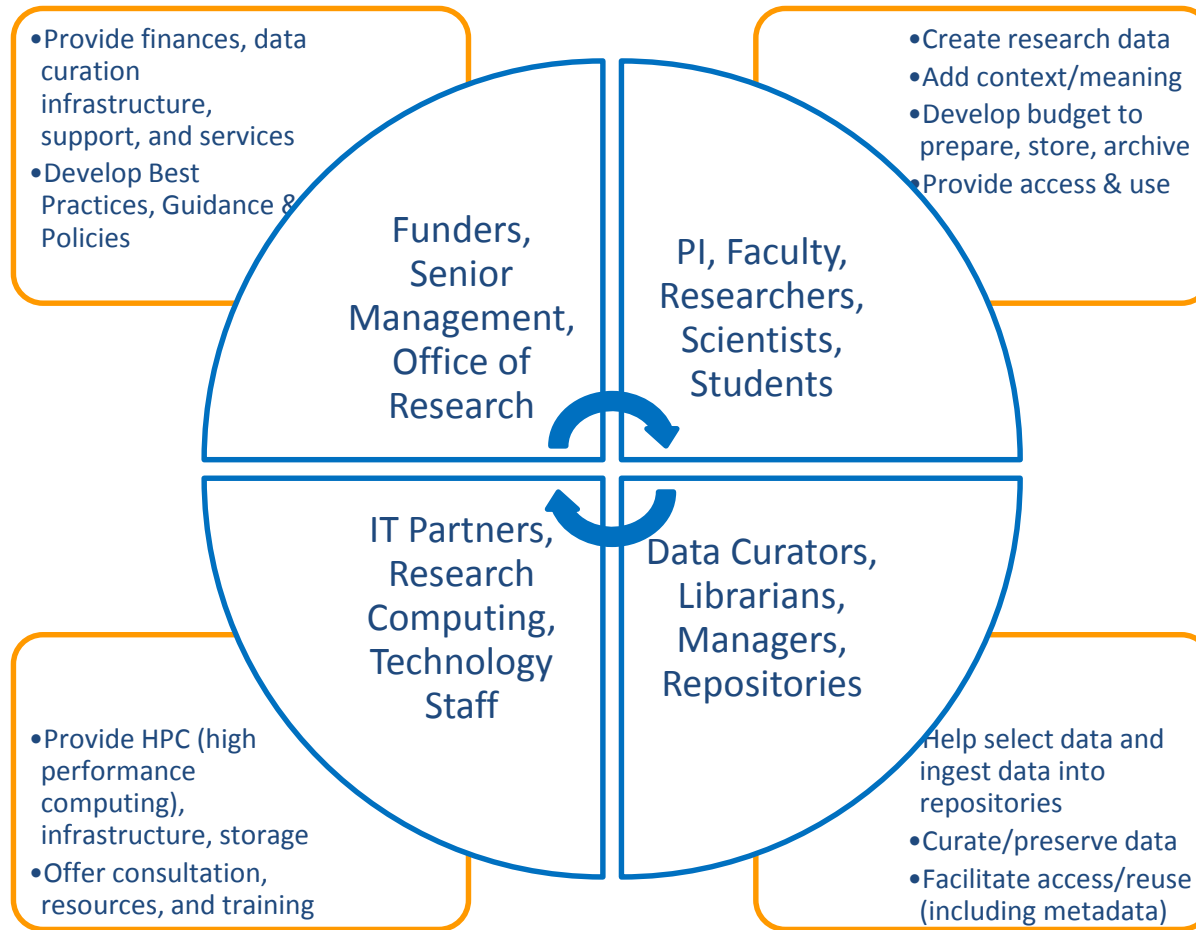 •Provide finances, data
curation
infrastructure,
support, and services
•Develop Best
Practices, Guidance &
Policies
•Create research data
•Add context/meaning
•Develop budget to
prepare, store, archive
•Provide access & use
Funders,
Senior
Management,
Office of
Research
PI, Faculty,
Researchers,
Scientists,
Students
IT Partners,
Research
Computing,
Technology
Staff
Data Curators,
Librarians,
Managers,
Repositories
•Provide HPC (high
performance
computing),
infrastructure, storage
•Offer consultation,
resources, and training
•Help select data and
ingest data into
repositories
•Curate/preserve data
•Facilitate access/reuse
(including metadata)